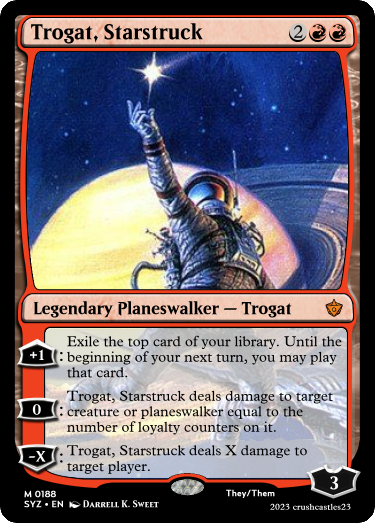 Trogat, Starstruck 2
Legendary Planeswalker — Trogat
+1: Exile the top card of your library. Until the
beginning of your next turn, you may play
that card.
0: Trogat, Starstruck deals damage to target
creature or planeswalker equal to the
number of loyalty counters on it.
-X: Trogat, Starstruck deals X damage to
target player.
3
M 0188
SYZ • EN Darrell K. Sweet
They/Them
2023 crushcastles23